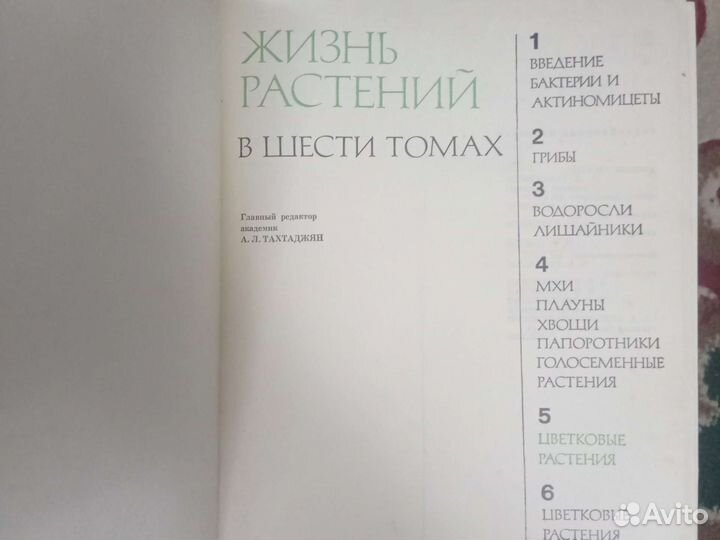 ЖИЗНЬ
РАСТЕНИЙ
В ШЕСТИ ТОМАХ
Главный редактор
академик
А. Л. ТАХТАДЖЯН
1
ВВЕДЕНИЕ
БАКТЕРИИ И
АКТИНОМИЦЕТЫ
2
ГРИБЫ
3
ВОДОРОСЛИ
ЛИШАЙНИКИ
4
МХИ
ПЛАУНЫ
ХВОЩИ
ПАПОРОТНИКИ
ГОЛОСЕМЕННЫЕ
РАСТЕНИЯ
5
ЦВЕТКОВЫЕ
РАСТЕНИЯ
6
ЦВЕТКОВЫЕ
РАСТЕНИЯ
Avito